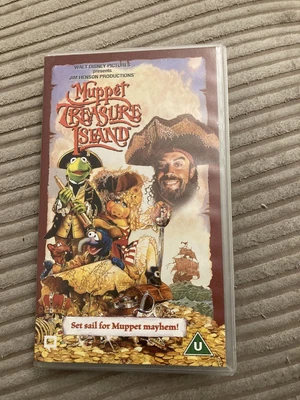 WALT DISNEY PICTURES
presents
JIM HENSON PRODUCTIONS'
Muppet
TREASURE
ISLAND
Set sail for Muppet mayhem!
U